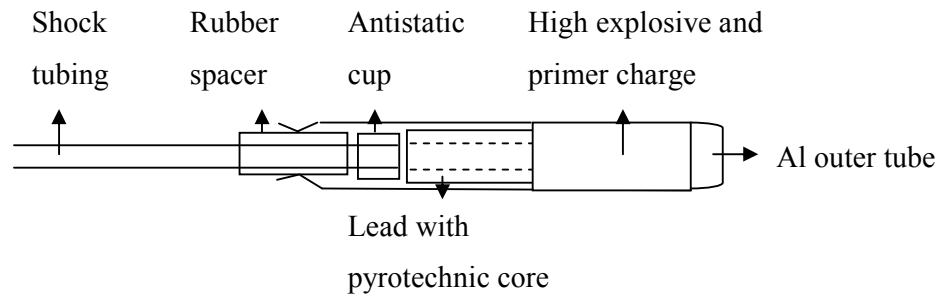 Shock
tubing
Rubber
spacer
Antistatic
cup
High explosive and
primer charge
Al outer tube
Lead with
pyrotechnic core